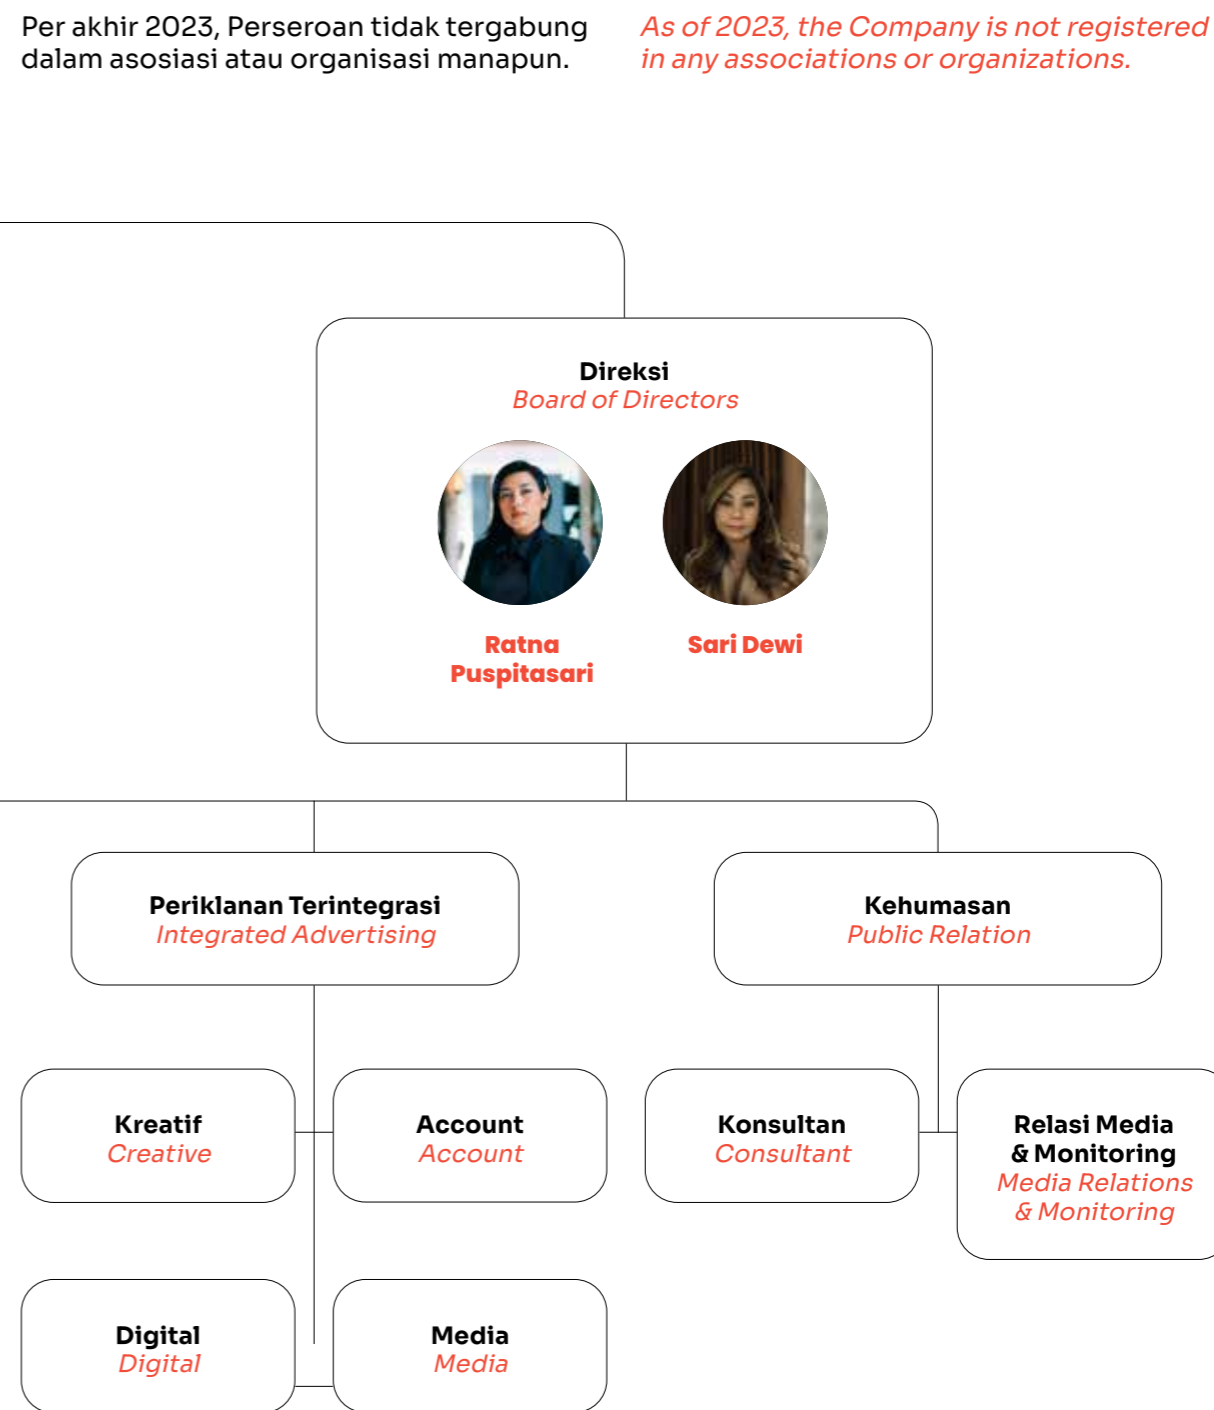 Per akhir 2023, Perseroan tidak tergabung
dalam asosiasi atau organisasi manapun.
As of 2023, the Company is not registered
in any associations or organizations.
Direksi
Board of Directors
Ratna
Puspitasari
Sari Dewi
Periklanan Terintegrasi
Integrated Advertising
Kehumasan
Public Relation
Kreatif
Creative
Account
Account
Konsultan
Consultant
Relasi Media
& Monitoring
Media Relations
& Monitoring
Digital
Digital
Media
Media